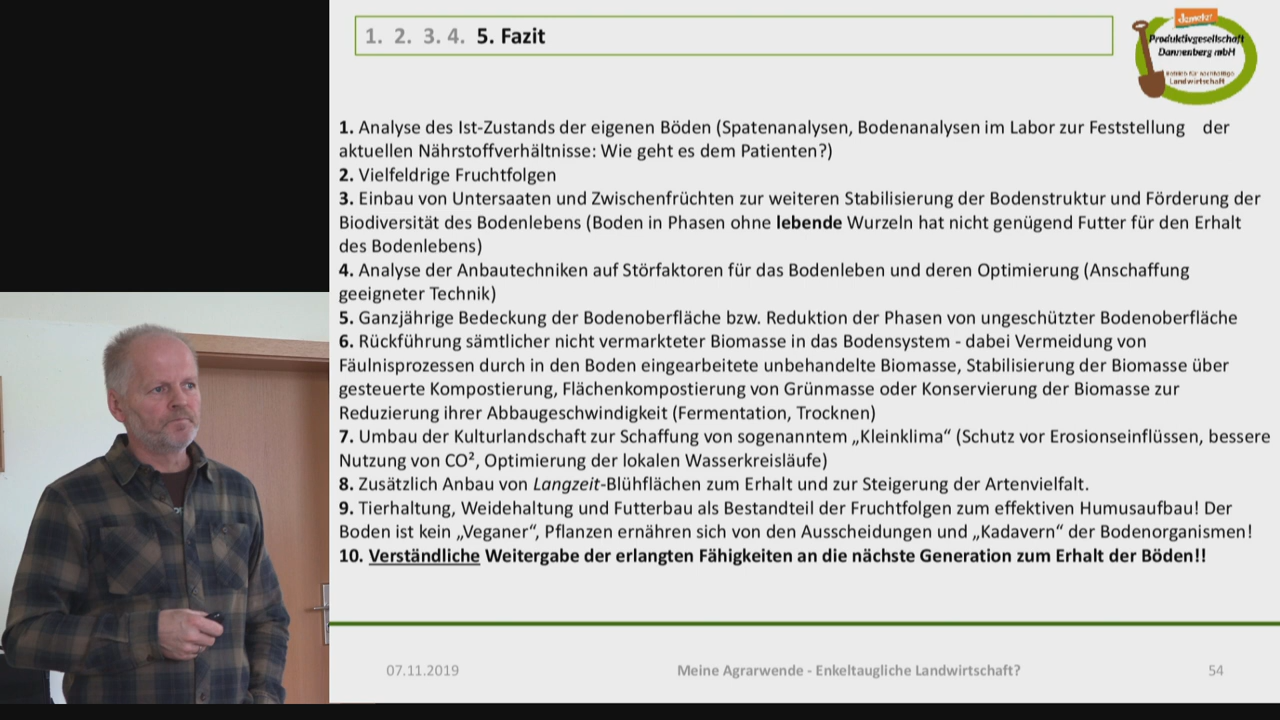 1. 2. 3. 4. 5. Fazit
demeter
Produktivgesellschaft
Dannenberg mbH
Betrieb für nachhaltige
Landwirtschaft
1. Analyse des Ist-Zustands der eigenen Böden (Spatenanalysen, Bodenanalysen im Labor zur Feststellung der
aktuellen Nährstoffverhältnisse: Wie geht es dem Patienten?)
2. Vielfeldrige Fruchtfolgen
3. Einbau von Untersaaten und Zwischenfrüchten zur weiteren Stabilisierung der Bodenstruktur und Förderung der
Biodiversität des Bodenlebens (Boden in Phasen ohne lebende Wurzeln hat nicht genügend Futter für den Erhalt
des Bodenlebens)
4. Analyse der Anbautechniken auf Störfaktoren für das Bodenleben und deren Optimierung (Anschaffung
geeigneter Technik)
5. Ganzjährige Bedeckung der Bodenoberfläche bzw. Reduktion der Phasen von ungeschützter Bodenoberfläche
6. Rückführung sämtlicher nicht vermarkteter Biomasse in das Bodensystem - dabei Vermeidung von
Fäulnisprozessen durch in den Boden eingearbeitete unbehandelte Biomasse, Stabilisierung der Biomasse über
gesteuerte Kompostierung, Flächenkompostierung von Grünmasse oder Konservierung der Biomasse zur
Reduzierung ihrer Abbaugeschwindigkeit (Fermentation, Trocknen)
7. Umbau der Kulturlandschaft zur Schaffung von sogenanntem „Kleinklima“ (Schutz vor Erosionseinflüssen, bessere
Nutzung von CO², Optimierung der lokalen Wasserkreisläufe)
8. Zusätzlich Anbau von Langzeit-Blühflächen zum Erhalt und zur Steigerung der Artenvielfalt.
9. Tierhaltung, Weidehaltung und Futterbau als Bestandteil der Fruchtfolgen zum effektiven Humusaufbau! Der
Boden ist kein „Veganer“, Pflanzen ernähren sich von den Ausscheidungen und „Kadavern“ der Bodenorganismen!
10. Verständliche Weitergabe der erlangten Fähigkeiten an die nächste Generation zum Erhalt der Böden!!
07.11.2019
Meine Agrarwende - Enkeltaugliche Landwirtschaft?
54